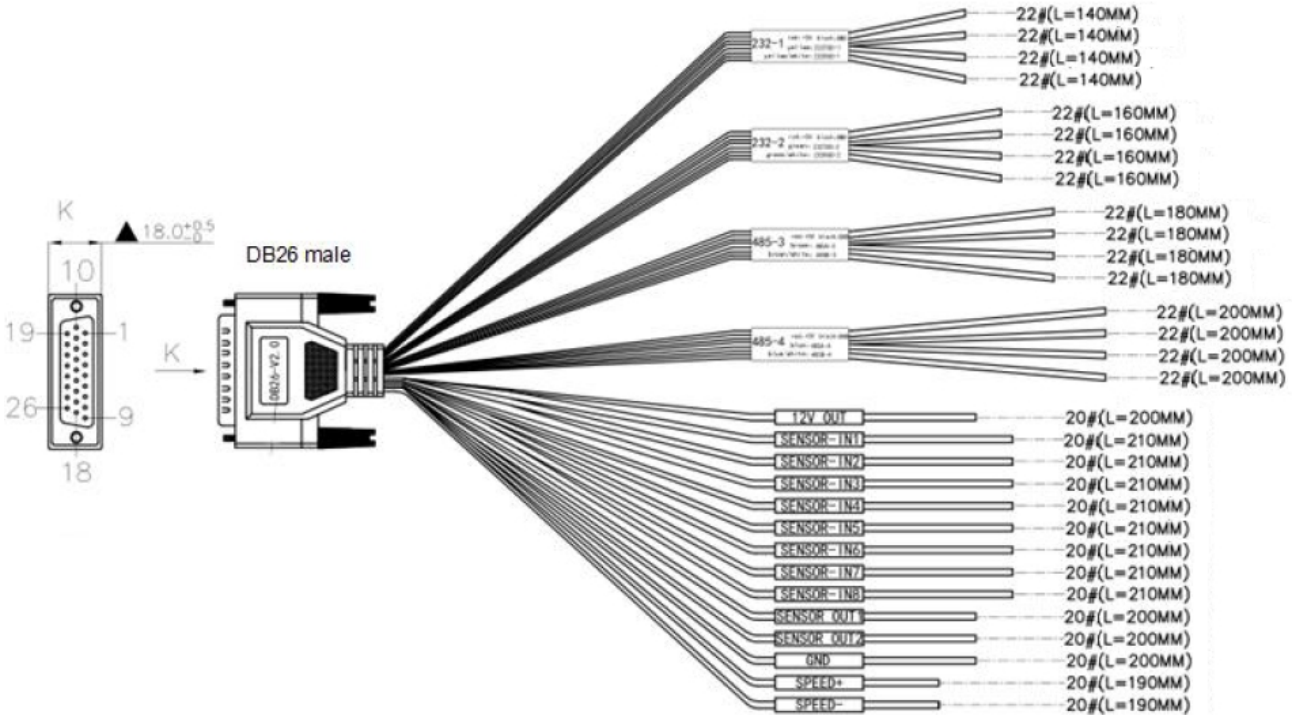 22#(L=140MM)
22#(L=140MM)
22#(L=140MM)
22#(L=140MM)
232-1
22#(L=160MM)
22#(L=160MM)
22#(L=160MM)
22#(L=160MM)
232-2
22#(L=180MM)
22#(L=180MM)
22#(L=180MM)
22#(L=180MM)
485-3
22#(L=200MM)
22#(L=200MM)
22#(L=200MM)
22#(L=200MM)
485-4
K
▲ 18.0+0.5 -0
10
19
1
26
9
18
K
DB26 male
DB26-V2.0
12V OUT 20#(L=200MM)
SENSOR-IN1 20#(L=210MM)
SENSOR-IN2 20#(L=210MM)
SENSOR-IN3 20#(L=210MM)
SENSOR-IN4 20#(L=210MM)
SENSOR-IN5 20#(L=210MM)
SENSOR-IN6 20#(L=210MM)
SENSOR-IN7 20#(L=210MM)
SENSOR-IN8 20#(L=210MM)
SENSOR OUT1 20#(L=200MM)
SENSOR OUT2 20#(L=200MM)
GND 20#(L=200MM)
SPEED+ 20#(L=190MM)
SPEED- 20#(L=190MM)